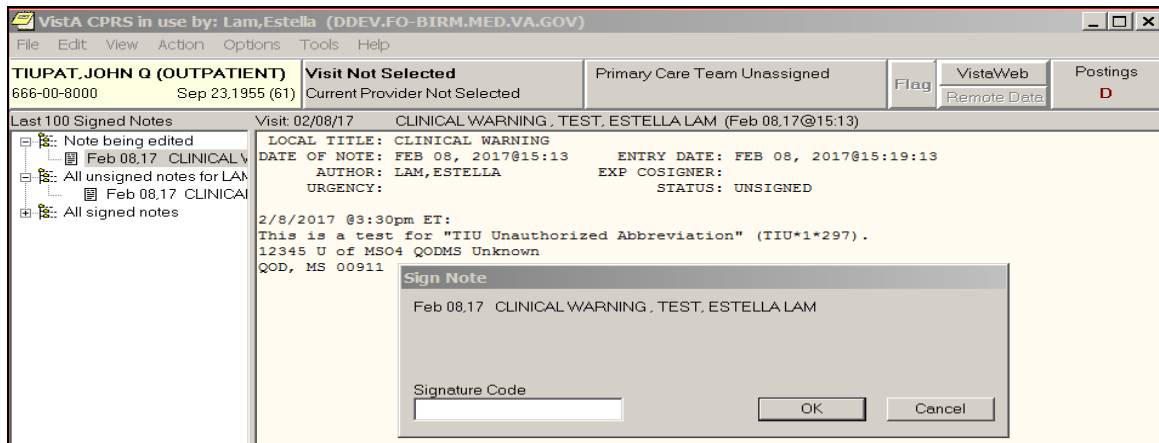 VistA CPRS in use by: Lam,Estella (DDEV.FO-BIRM.MED.VA.GOV)
File Edit View Action Options Tools Help
TIUPAT,JOHN Q (OUTPATIENT) Visit Not Selected Primary Care Team Unassigned Flag VistaWeb Postings
666-00-8000 Sep 23,1955 (61) Current Provider Not Selected Remote Data D
Last 100 Signed Notes Visit: 02/08/17 CLINICAL WARNING , TEST, ESTELLA LAM (Feb 08,17@15:13)
Note being edited
Feb 08,17 CLINICAL W
All unsigned notes for LAM
Feb 08,17 CLINICAL
All signed notes
LOCAL TITLE: CLINICAL WARNING
DATE OF NOTE: FEB 08, 2017@15:13 ENTRY DATE: FEB 08, 2017@15:19:13
AUTHOR: LAM,ESTELLA EXP COSIGNER:
URGENCY: STATUS: UNSIGNED
2/8/2017 @3:30pm ET:
This is a test for "TIU Unauthorized Abbreviation" (TIU*1*297).
12345 U of MSO4 QODMS Unknown
QOD, MS 00911
Sign Note
Feb 08,17 CLINICAL WARNING , TEST, ESTELLA LAM
Signature Code
OK Cancel